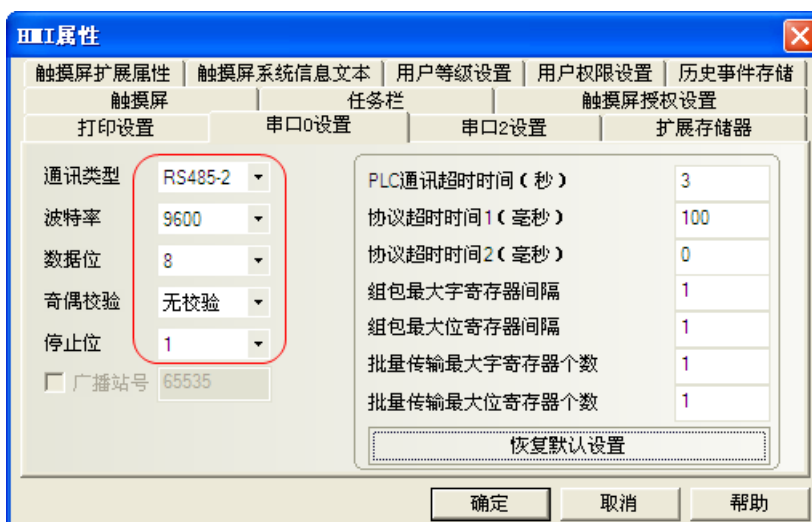 HMI属性
触摸屏扩展属性 触摸屏系统信息文本 用户等级设置 用户权限设置 历史事件存储
触摸屏 任务栏 触摸屏授权设置
打印设置 串口0设置 串口2设置 扩展存储器
通讯类型 RS485-2
波特率 9600
数据位 8
奇偶校验 无校验
停止位 1
广播站号 65535
PLC通讯超时时间(秒) 3
协议超时时间1(毫秒) 100
协议超时时间2(毫秒) 0
组包最大字寄存器间隔 1
组包最大位寄存器间隔 1
批量传输最大字寄存器个数 1
批量传输最大位寄存器个数 1
恢复默认设置
确定 取消 帮助